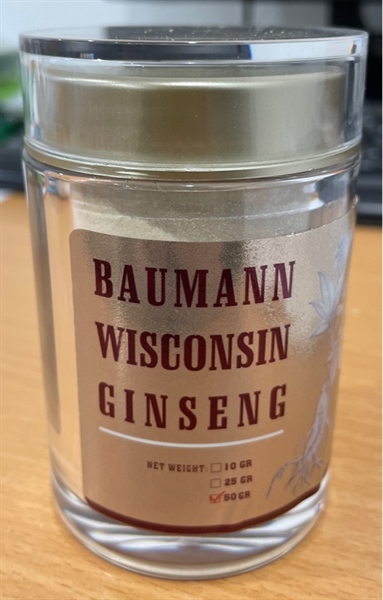 BAUMANN
WISCONSIN
GINSENG
NET WEIGHT: ☐ 10 GR
☐ 25 GR
☑ 50 GR